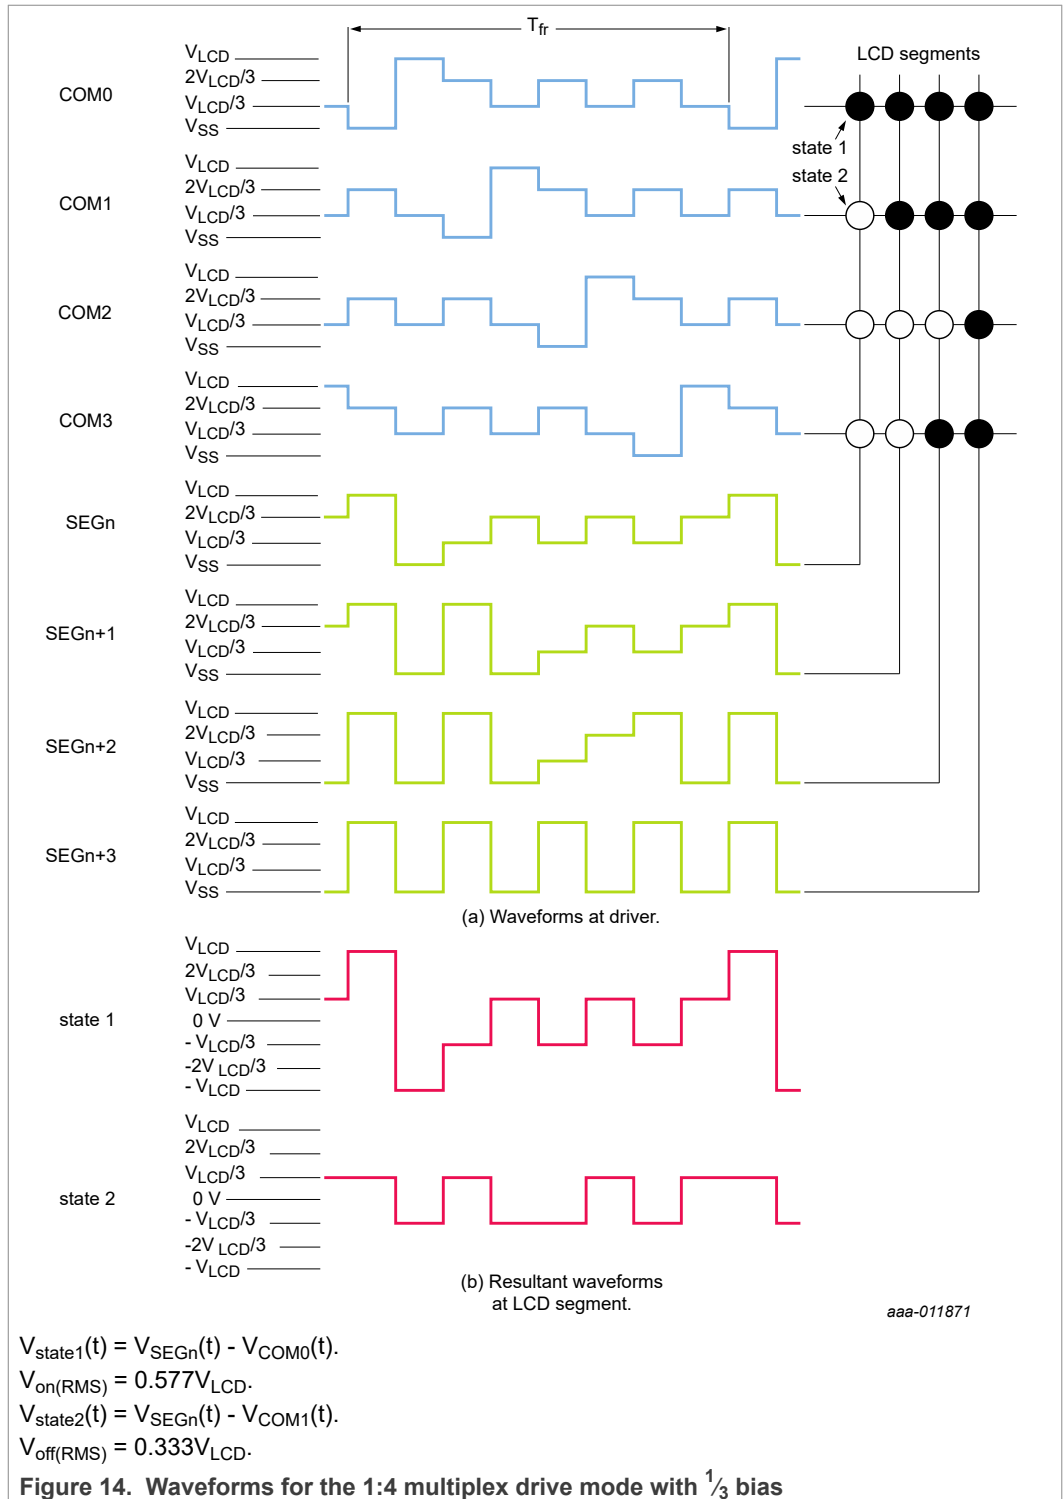 Tfr
LCD segments
COM0
VLCD
2VLCD/3
VLCD/3
VSS
state 1
state 2
COM1
VLCD
2VLCD/3
VLCD/3
VSS
COM2
VLCD
2VLCD/3
VLCD/3
VSS
COM3
VLCD
2VLCD/3
VLCD/3
VSS
SEGn
VLCD
2VLCD/3
VLCD/3
VSS
SEGn+1
VLCD
2VLCD/3
VLCD/3
VSS
SEGn+2
VLCD
2VLCD/3
VLCD/3
VSS
SEGn+3
VLCD
2VLCD/3
VLCD/3
VSS
(a) Waveforms at driver.
state 1
VLCD
2VLCD/3
VLCD/3
0 V
- VLCD/3
-2V LCD/3
- VLCD
state 2
VLCD
2VLCD/3
VLCD/3
0 V
- VLCD/3
-2V LCD/3
- VLCD
(b) Resultant waveforms
at LCD segment.
aaa-011871
Vstate1(t) = VSEGn(t) - VCOM0(t).
Von(RMS) = 0.577VLCD.
Vstate2(t) = VSEGn(t) - VCOM1(t).
Voff(RMS) = 0.333VLCD.
Figure 14. Waveforms for the 1:4 multiplex drive mode with 1⁄3 bias